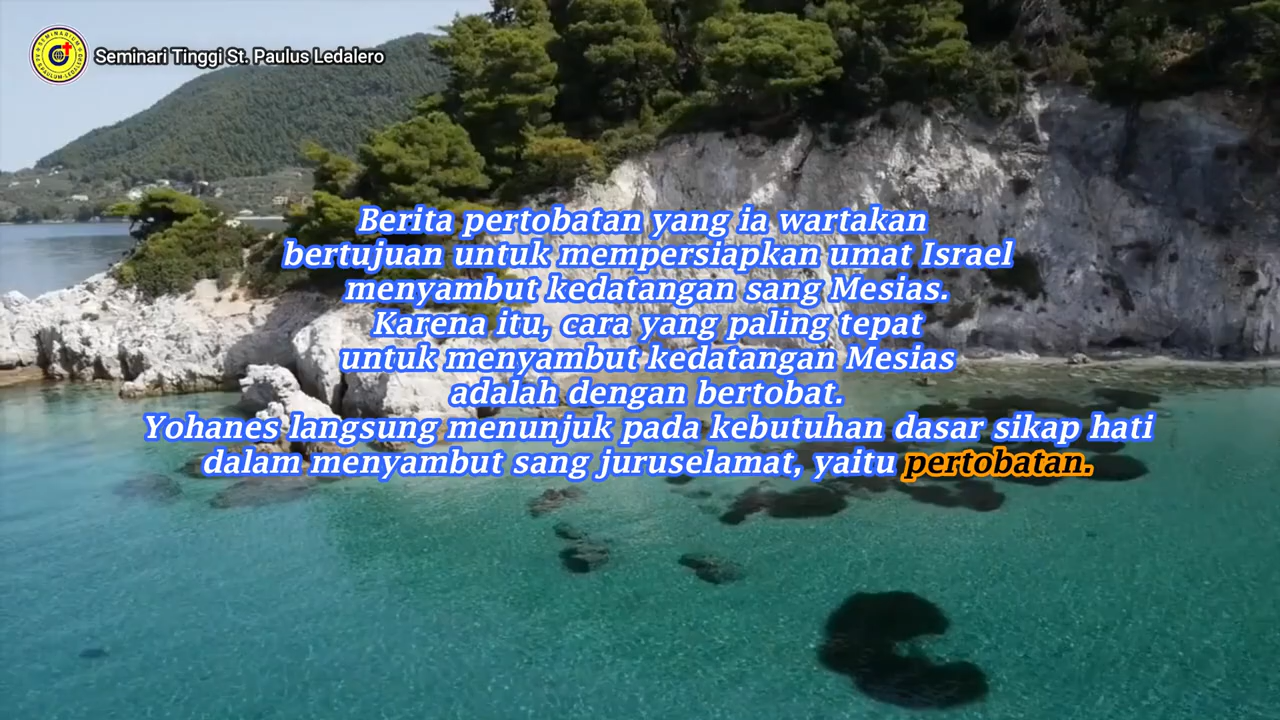 Seminari Tinggi St. Paulus Ledalero
Berita pertobatan yang ia wartakan
bertujuan untuk mempersiapkan umat Israel
menyambut kedatangan sang Mesias.
Karena itu, cara yang paling tepat
untuk menyambut kedatangan Mesias
adalah dengan bertobat.
Yohanes langsung menunjuk pada kebutuhan dasar sikap hati
dalam menyambut sang juruselamat, yaitu pertobatan.